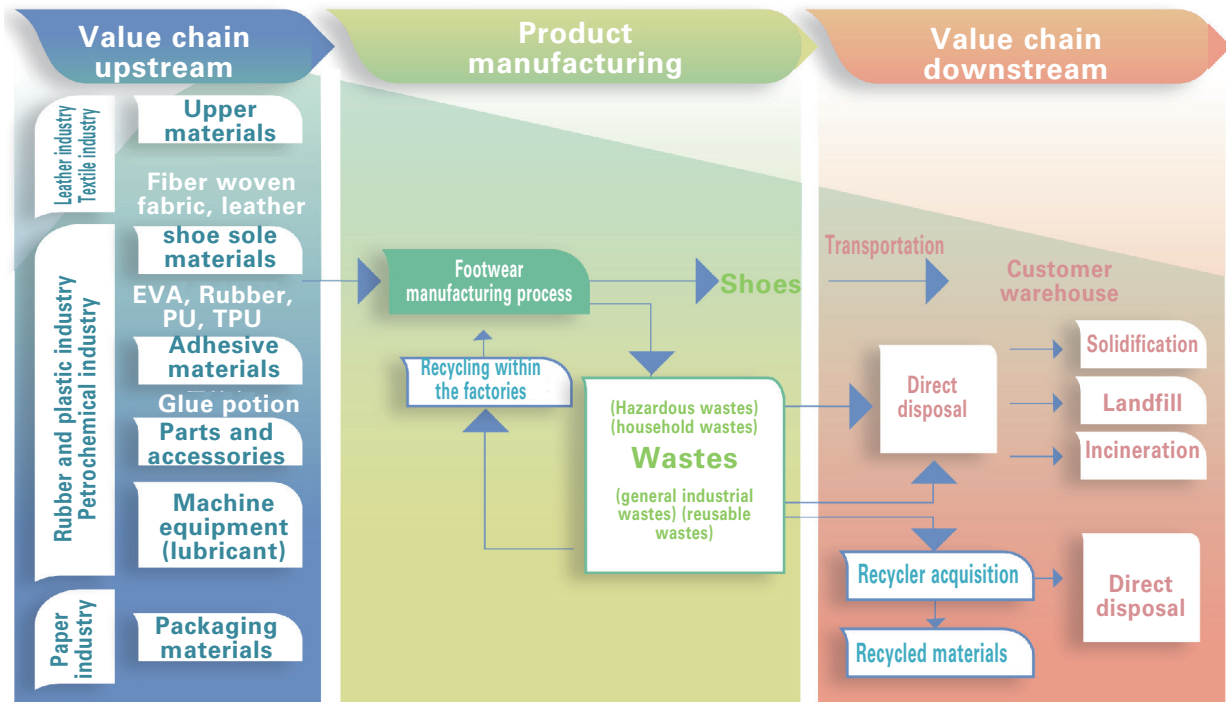 Value chain
upstream
Product
manufacturing
Value chain
downstream
Leather industry
Textile industry
Upper
materials
Fiber woven
fabric, leather
Rubber and plastic industry
Petrochemical industry
shoe sole
materials
EVA, Rubber,
PU, TPU
Adhesive
materials
Glue potion
Parts and
accessories
Machine
equipment
(lubricant)
Paper
industry
Packaging
materials
Footwear
manufacturing process
Shoes
Recycling within
the factories
(Hazardous wastes)
(household wastes)
Wastes
(general industrial
wastes) (reusable
wastes)
Transportation
Customer
warehouse
Direct
disposal
Solidification
Landfill
Incineration
Recycler acquisition
Direct
disposal
Recycled materials